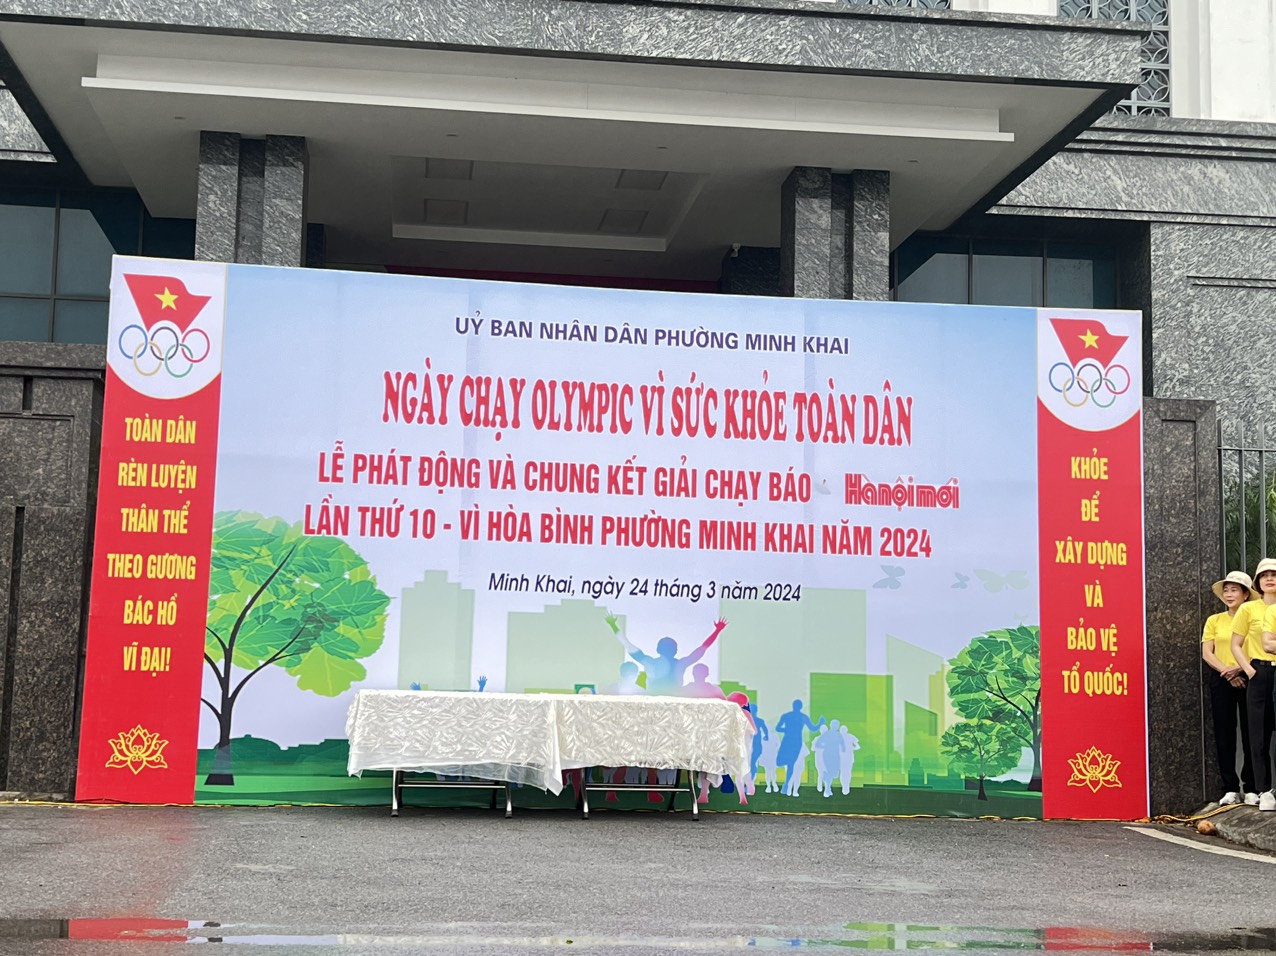 UỶ BAN NHÂN DÂN PHƯỜNG MINH KHAI
NGÀY CHẠY OLYMPIC VÌ SỨC KHỎE TOÀN DÂN
LỄ PHÁT ĐỘNG VÀ CHUNG KẾT GIẢI CHẠY BÁO Hànộimới
LẦN THỨ 10 - VÌ HÒA BÌNH PHƯỜNG MINH KHAI NĂM 2024
Minh Khai, ngày 24 tháng 3 năm 2024
TOÀN DÂN
RÈN LUYỆN
THÂN THỂ
THEO GƯƠNG
BÁC HỒ
VĨ ĐẠI!
KHỎE
ĐỂ
XÂY DỰNG
VÀ
BẢO VỆ
TỔ QUỐC!